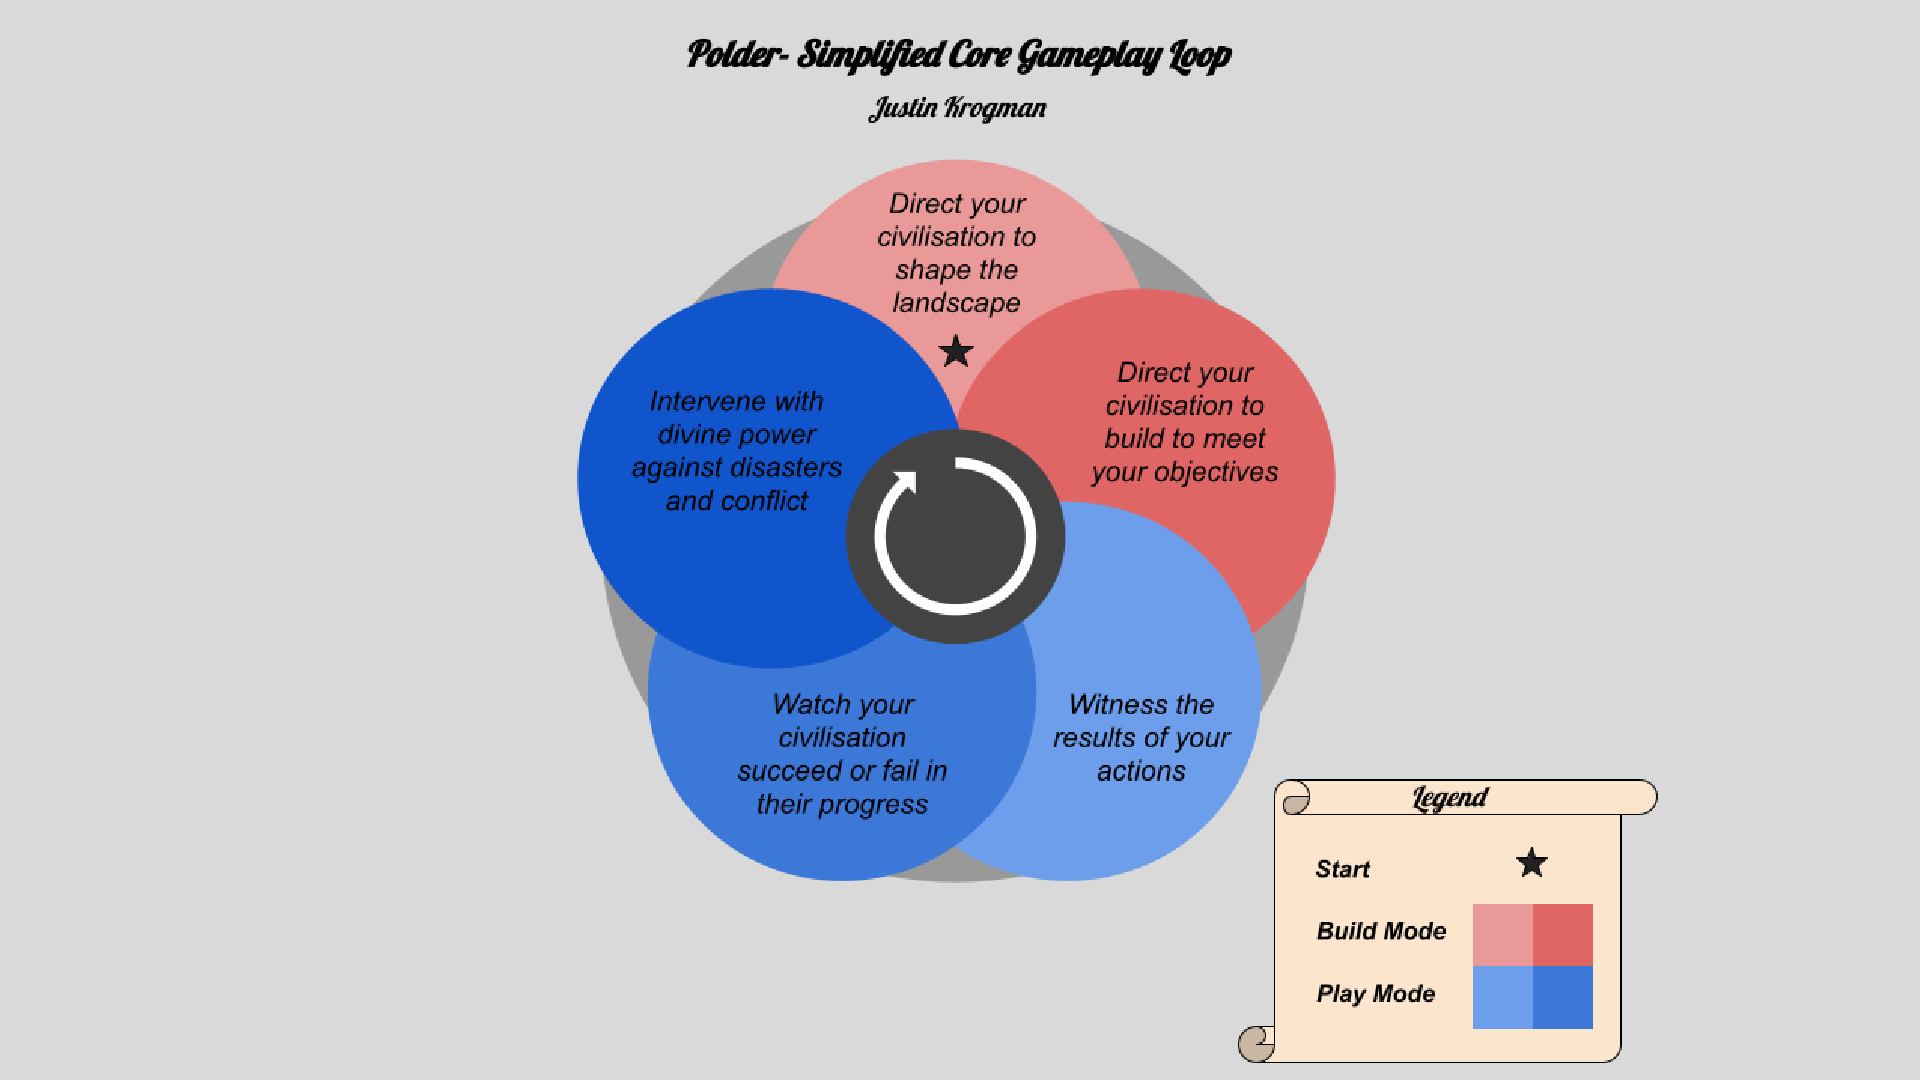 Polder- Simplified Core Gameplay Loop
Justin Krogman
Direct your
civilisation to
shape the
landscape
Direct your
civilisation to
build to meet
your objectives
Witness the
results of your
actions
Watch your
civilisation
succeed or fail in
their progress
Intervene with
divine power
against disasters
and conflict
Legend
Start
Build Mode
Play Mode